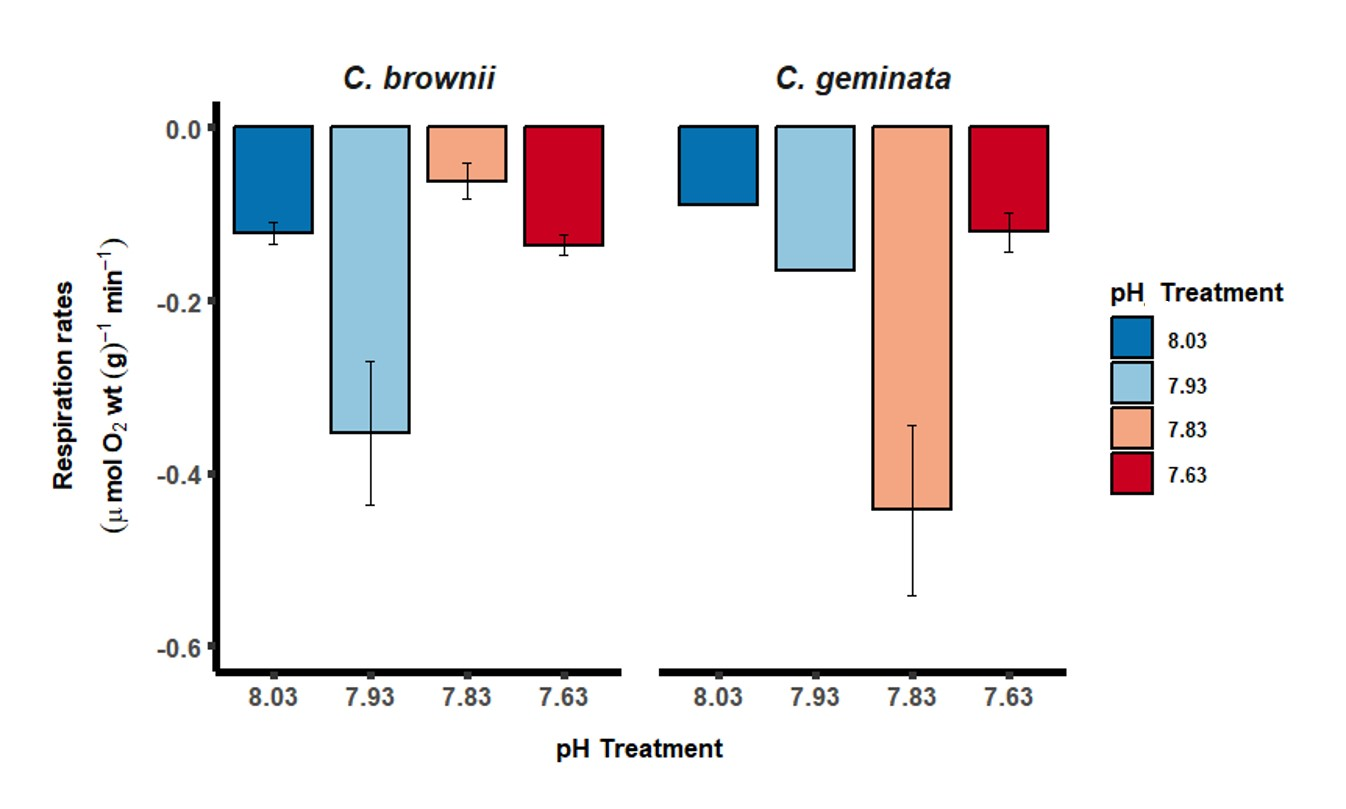 C. brownii
C. geminata
0.0
-0.2
-0.4
-0.6
Respiration rates
(μ mol O₂ wt (g)⁻¹ min⁻¹)
8.03 7.93 7.83 7.63
8.03 7.93 7.83 7.63
pH Treatment
pH Treatment
8.03
7.93
7.83
7.63